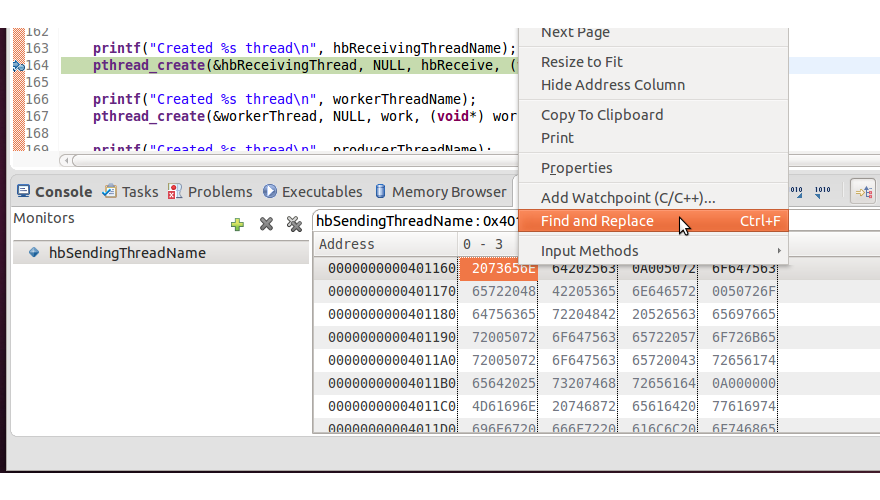 162
Next Page
163 printf("Created %s thread\n", hbReceivingThreadName);
164 pthread_create(&hbReceivingThread, NULL, hbReceive, (
Resize to Fit
165
Hide Address Column
166 printf("Created %s thread\n", workerThreadName);
167 pthread_create(&workerThread, NULL, work, (void*) wor
Copy To Clipboard
168
Print
169 printf("Created %s thread\n", producerThreadName);
Properties
Console Tasks Problems Executables Memory Browser
Add Watchpoint (C/C++)...
Monitors
hbSendingThreadName : 0x401
Find and Replace Ctrl+F
Address 0 - 3
hbSendingThreadName
Input Methods
0000000000401160 2073656E 64202563 0A005072 6F647563
0000000000401170 65722048 42205365 6E646572 0050726F
0000000000401180 64756365 72204842 20526563 65697665
0000000000401190 72005072 6F647563 65722057 6F726B65
00000000004011A0 72005072 6F647563 65720043 72656174
00000000004011B0 65642025 73207468 72656164 0A000000
00000000004011C0 4D61696E 20746872 65616420 77616974
00000000004011D0 696E6720 666F7220 616C6C20 6F746865